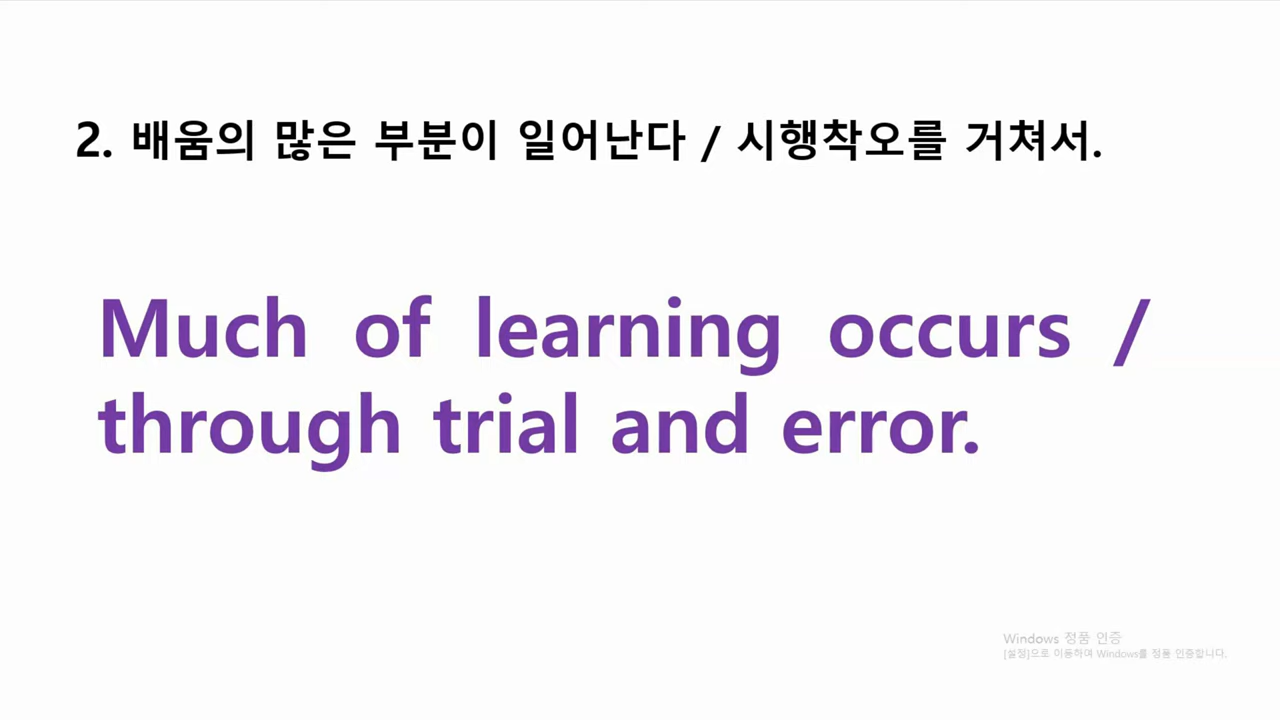 2. 배움의 많은 부분이 일어난다 / 시행착오를 거쳐서.
Much of learning occurs /
through trial and error.
Windows 정품 인증
[설정]으로 이동하여 Windows를 정품 인증합니다.